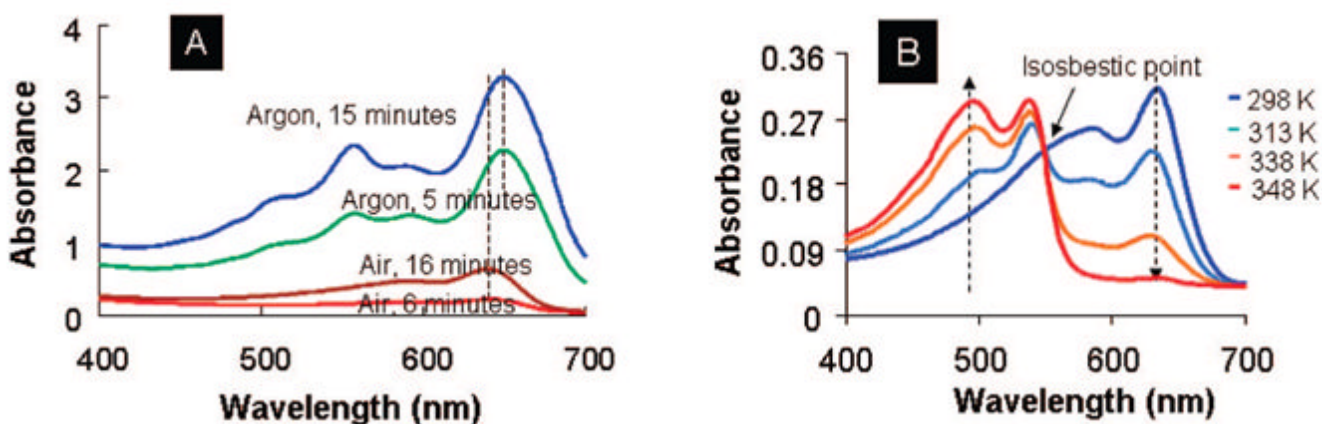 A
4
3
2
1
0
Absorbance
Argon, 15 minutes
Argon, 5 minutes
Air, 16 minutes
Air, 6 minutes
400 500 600 700
Wavelength (nm)
B
0.36
0.27
0.18
0.09
0
Absorbance
Isosbestic point
298 K
313 K
338 K
348 K
400 500 600 700
Wavelength (nm)